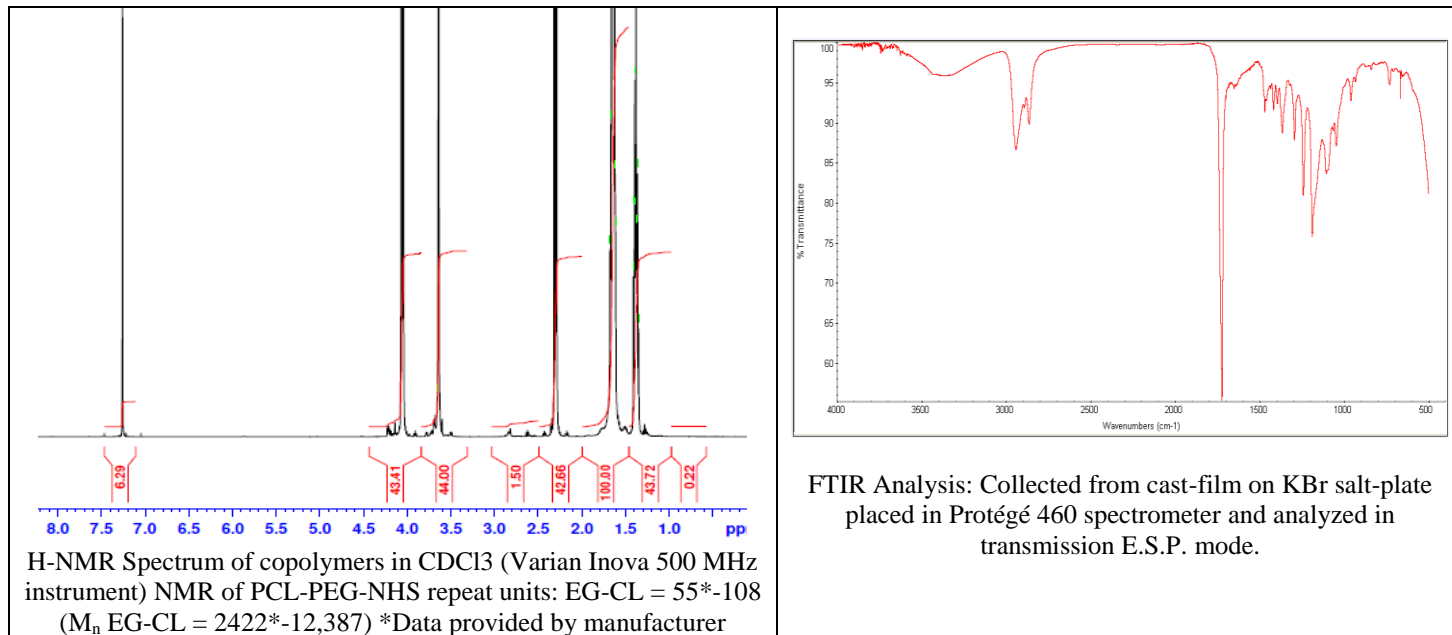 6.29
43.41
44.00
1.50
42.66
100.00
43.72
0.22
8.0 7.5 7.0 6.5 6.0 5.5 5.0 4.5 4.0 3.5 3.0 2.5 2.0 1.5 1.0 ppı
H-NMR Spectrum of copolymers in CDCl3 (Varian Inova 500 MHz
instrument) NMR of PCL-PEG-NHS repeat units: EG-CL = 55*-108
(Mn EG-CL = 2422*-12,387) *Data provided by manufacturer
100
95
90
85
80
75
70
65
60
%Transmittance
4000 3500 3000 2500 2000 1500 1000 500
Wavenumbers (cm-1)
FTIR Analysis: Collected from cast-film on KBr salt-plate
placed in Protégé 460 spectrometer and analyzed in
transmission E.S.P. mode.